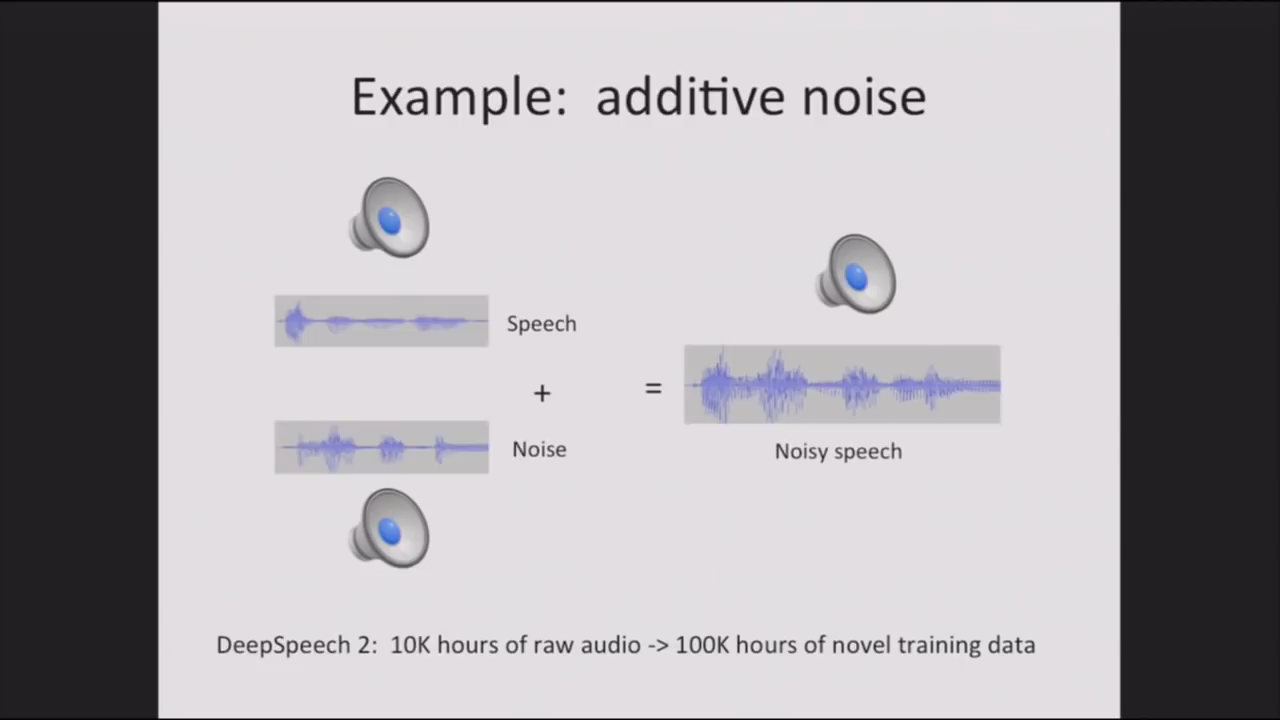 Example: additive noise
Speech
+
=
Noise
Noisy speech
DeepSpeech 2: 10K hours of raw audio -> 100K hours of novel training data